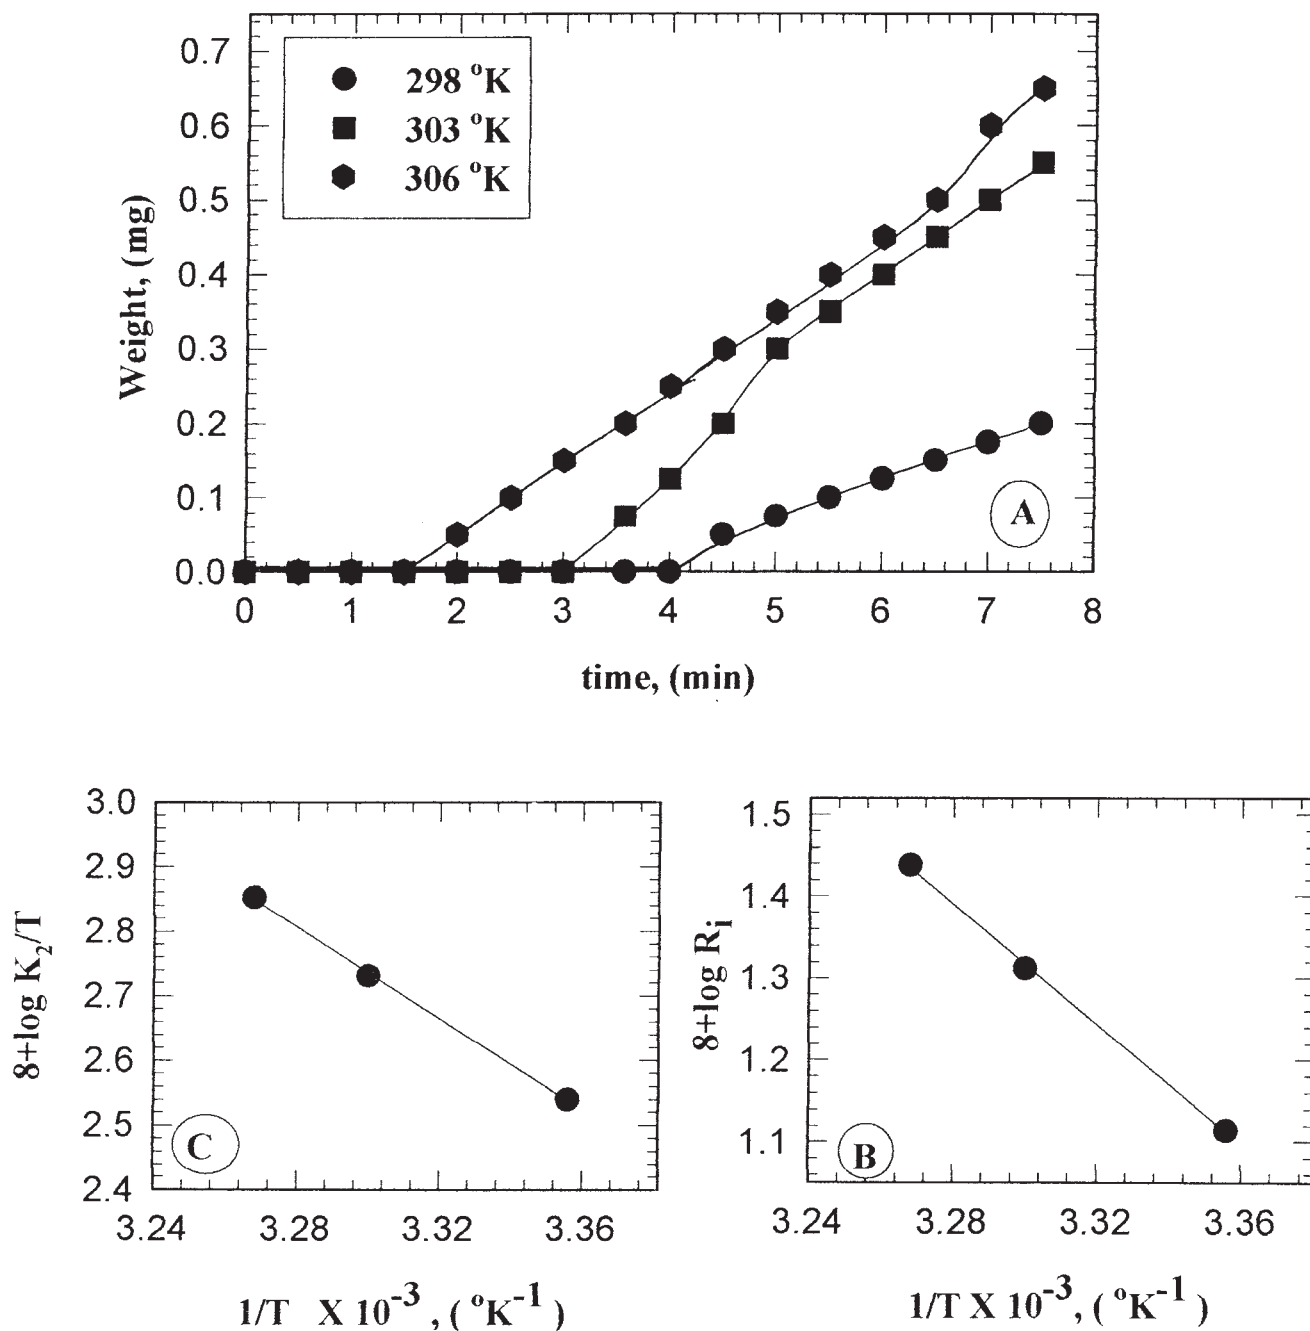 298 °K
303 °K
306 °K
Weight, (mg)
0.7
0.6
0.5
0.4
0.3
0.2
0.1
0.0
0 1 2 3 4 5 6 7 8
time, (min)
A
8+log K₂/T
3.0
2.9
2.8
2.7
2.6
2.5
2.4
3.24 3.28 3.32 3.36
1/T X 10⁻³, (°K⁻¹)
C
8+log Rᵢ
1.5
1.4
1.3
1.2
1.1
3.24 3.28 3.32 3.36
1/T X 10⁻³, (°K⁻¹)
B